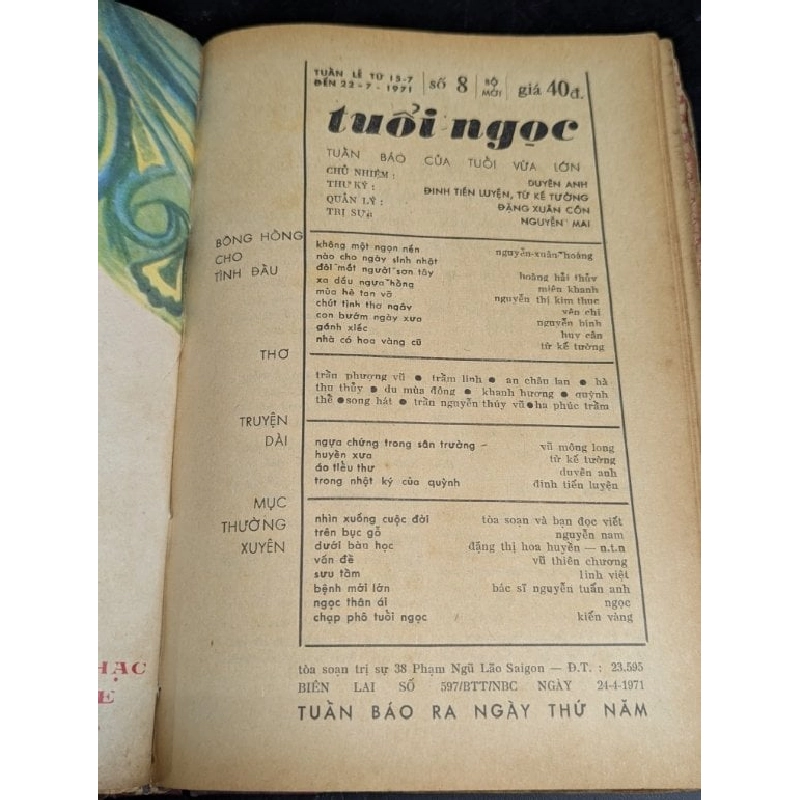 TUẦN LỄ TỪ 15-7
ĐẾN 22-7-1971
số 8
BỘ MỚI
giá 40đ.
tuổi ngọc
TUẦN BÁO CỦA TUỔI VỪA LỚN
CHỦ NHIỆM : DUYÊN ANH
THƯ KÝ : ĐINH TIẾN LUYỆN, TỪ KẾ TƯỜNG
QUẢN LÝ : ĐẶNG XUÂN CÔN
TRỊ SỰ : NGUYỄN MAI
BÔNG HỒNG
CHO
TÌNH ĐẦU
không một ngọn nến
nào cho ngày sinh nhật nguyễn-xuân-hoàng
đôi mắt người sơn tây hoàng hải thủy
xa dấu ngựa hồng miên khanh
mùa hè tan vỡ nguyễn thị kim thục
chút tình thơ ngây yên chi
con bướm ngày xưa nguyễn bính
gánh xiếc huy cận
nhà có hoa vàng cũ từ kế tường
THƠ
trần phượng vũ • trầm linh • an châu lan • hà
thu thủy • du mùa đông • khanh hương • quỳnh
thể • song hát • trần nguyễn thúy vũ • ha phúc trầm
TRUYỆN
DÀI
ngựa chứng trong sân trường – vũ mộng long
huyền xưa từ kế tường
áo tiểu thư duyên anh
trong nhật ký của quỳnh đinh tiến luyện
MỤC
THƯỜNG
XUYÊN
nhìn xuống cuộc đời tòa soạn và bạn đọc viết
trên bục gỗ nguyễn nam
dưới bàn học đặng thị hoa huyền — n.t.n
vấn đề vũ thiên chương
sưu tầm linh việt
bệnh mới lớn bác sĩ nguyễn tuấn anh
ngọc thân ái ngọc
chạp phô tuổi ngọc kiến vàng
tòa soạn trị sự 38 Phạm Ngũ Lão Saigon — Đ.T. : 23.595
BIÊN LAI SỐ 597/BTT/NBC NGÀY 24-4-1971
TUẦN BÁO RA NGÀY THỨ NĂM
HẠC
E